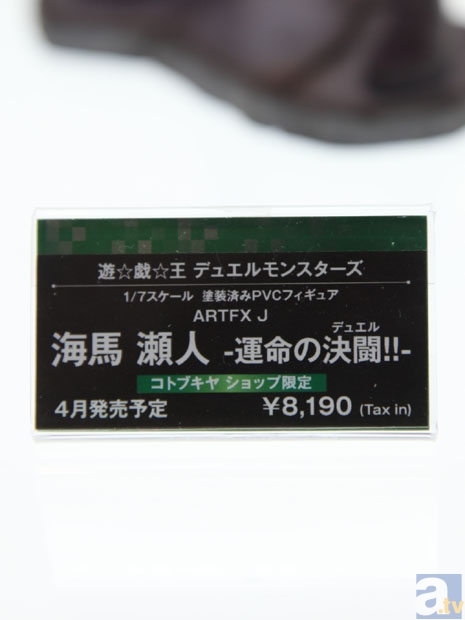 遊☆戯☆王 デュエルモンスターズ
1/7スケール 塗装済みPVCフィギュア
ARTFX J
デュエル
海馬 瀬人 -運命の決闘!!-
コトブキヤ ショップ限定
4月発売予定 ¥8,190 (Tax in)
a.tv